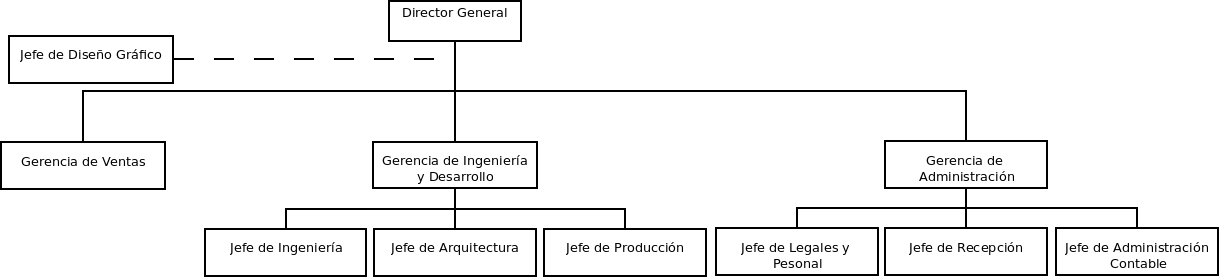 Director General
Jefe de Diseño Gráfico
Gerencia de Ventas
Gerencia de Ingeniería
y Desarrollo
Gerencia de
Administración
Jefe de Ingeniería
Jefe de Arquitectura
Jefe de Producción
Jefe de Legales y
Pesonal
Jefe de Recepción
Jefe de Administración
Contable